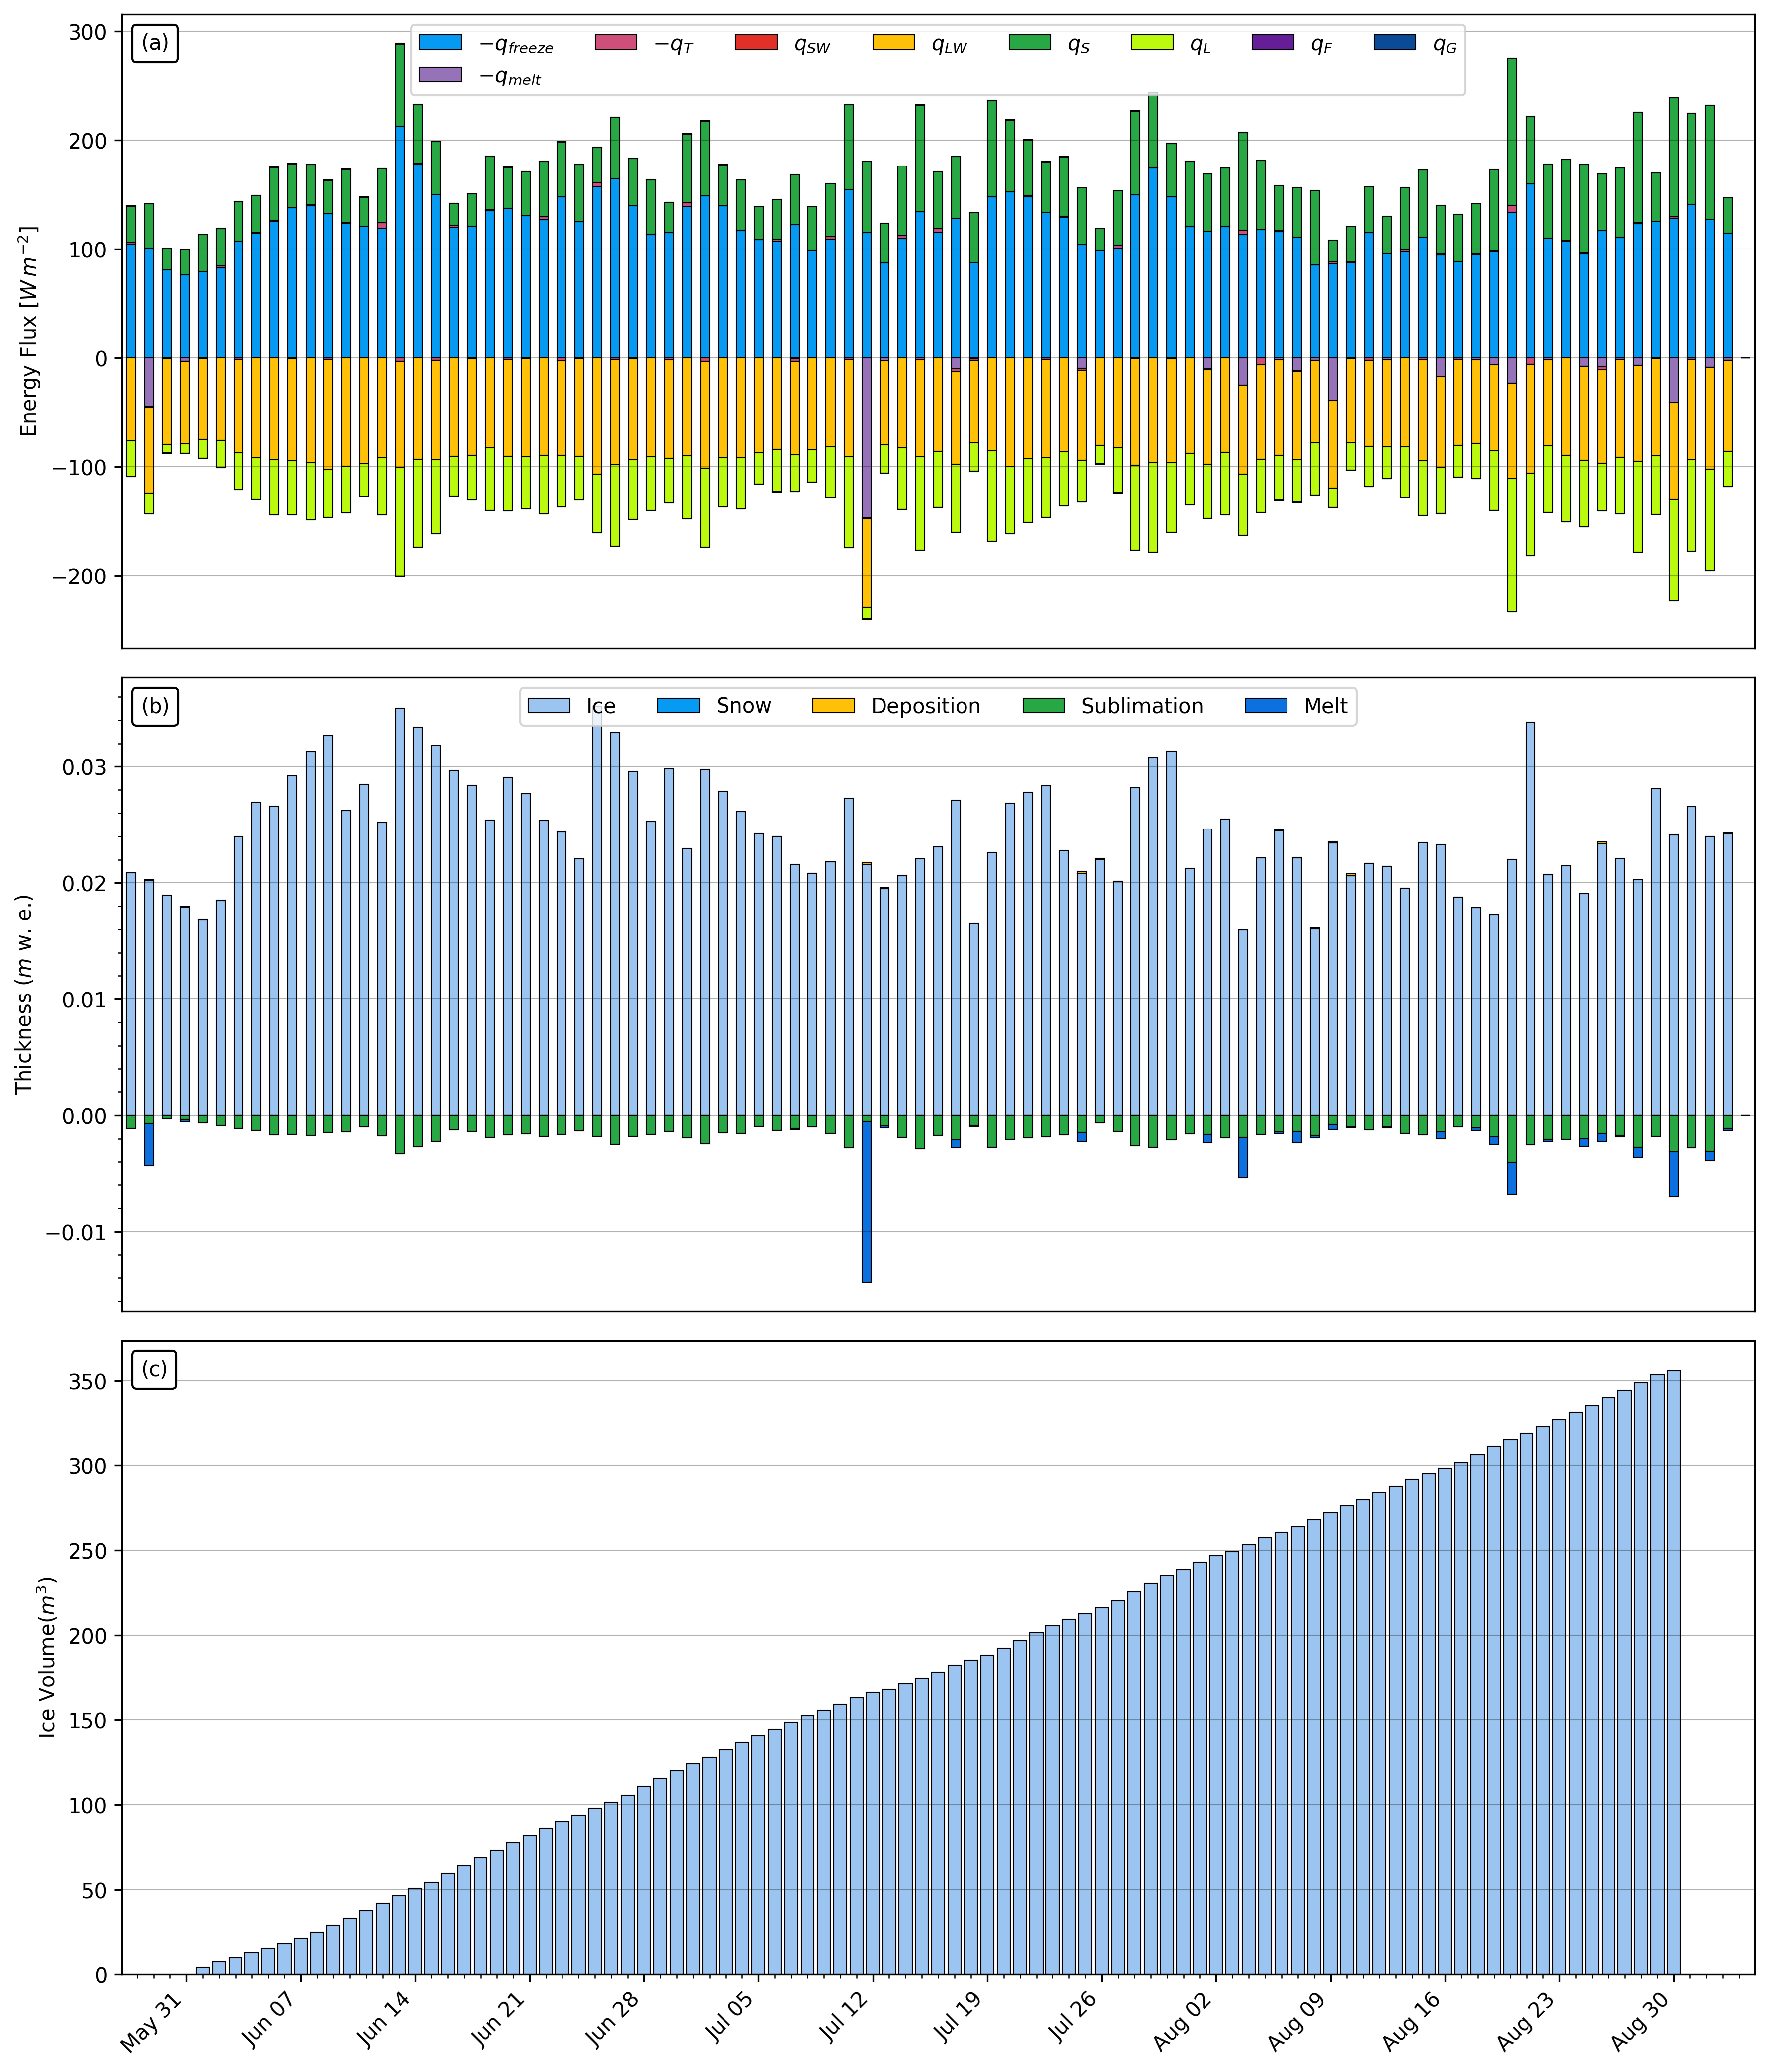 (a)
−q_freeze −q_T q_SW q_LW q_S q_L q_F q_G
−q_melt
Energy Flux [W m⁻²]
300
200
100
0
−100
−200
(b)
Ice Snow Deposition Sublimation Melt
Thickness (m w. e.)
0.03
0.02
0.01
0.00
−0.01
(c)
Ice Volume(m³)
350
300
250
200
150
100
50
0
May 31 Jun 07 Jun 14 Jun 21 Jun 28 Jul 05 Jul 12 Jul 19 Jul 26 Aug 02 Aug 09 Aug 16 Aug 23 Aug 30